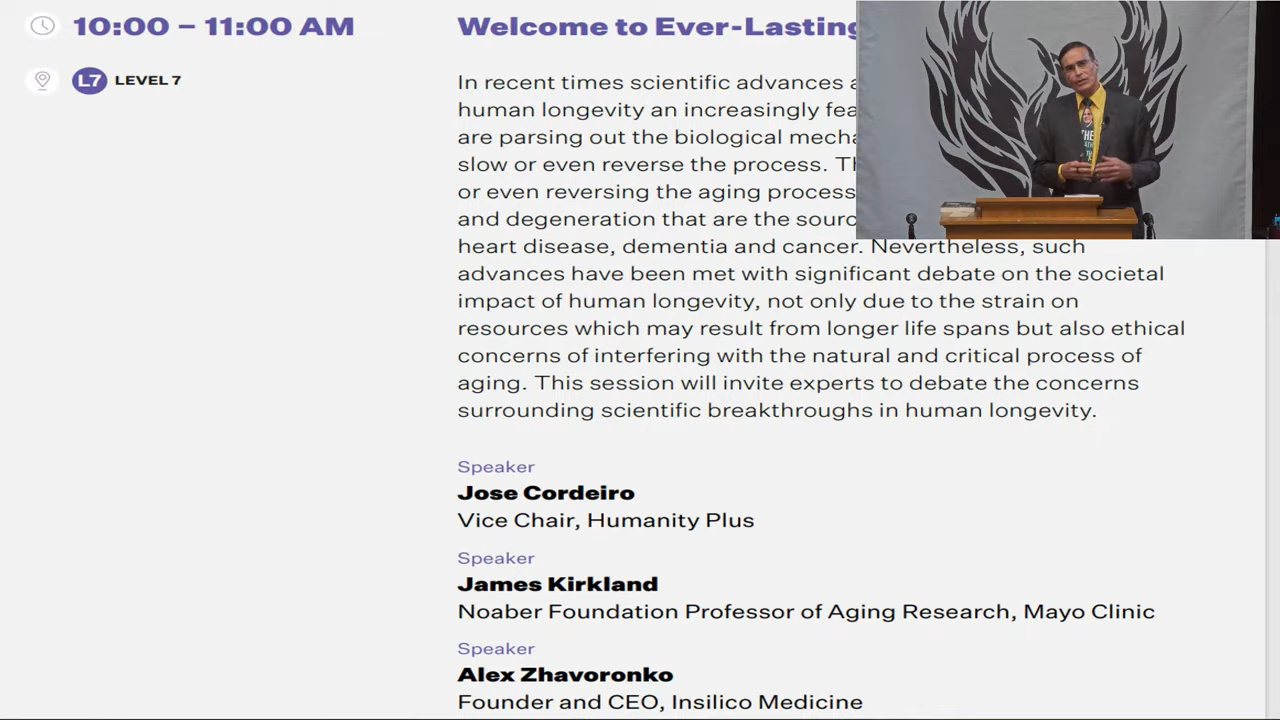 10:00 – 11:00 AM
L7 LEVEL 7
Welcome to Ever-Lasting
In recent times scientific advances
human longevity an increasingly
are parsing out the biological
slow or even reverse the process.
or even reversing the aging process
and degeneration that are the
heart disease, dementia and cancer. Nevertheless, such
advances have been met with significant debate on the societal
impact of human longevity, not only due to the strain on
resources which may result from longer life spans but also ethical
concerns of interfering with the natural and critical process of
aging. This session will invite experts to debate the concerns
surrounding scientific breakthroughs in human longevity.
Speaker
Jose Cordeiro
Vice Chair, Humanity Plus
Speaker
James Kirkland
Noaber Foundation Professor of Aging Research, Mayo Clinic
Speaker
Alex Zhavoronko
Founder and CEO, Insilico Medicine